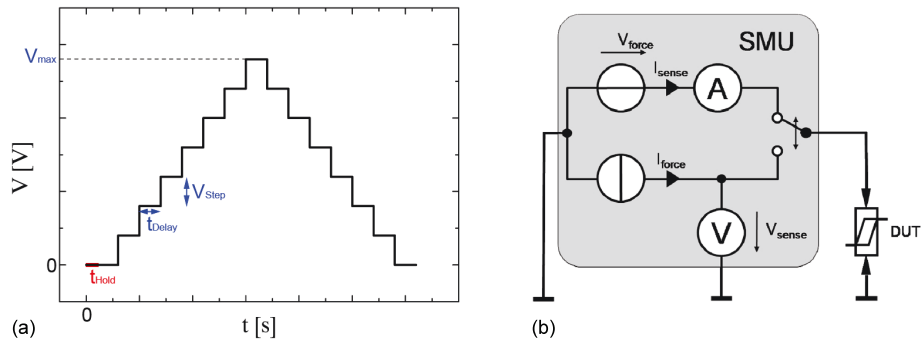 V [V]
Vmax
VStep
tDelay
0
tHold
0
t [s]
(a)
SMU
Vforce
Isense
A
Iforce
V
Vsense
DUT
(b)